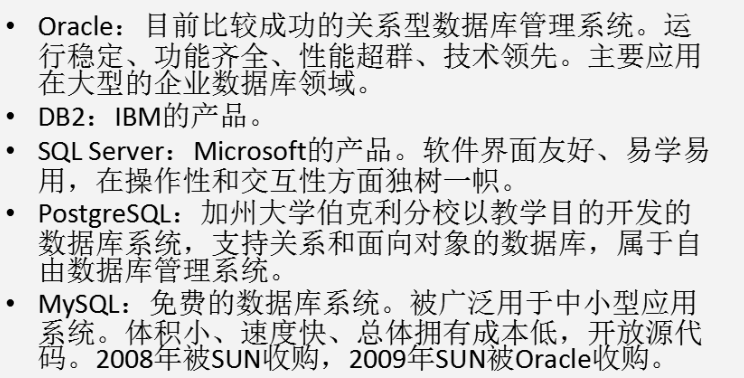 • Oracle：目前比较成功的关系型数据库管理系统。运
行稳定、功能齐全、性能超群、技术领先。主要应用
在大型的企业数据库领域。
• DB2：IBM的产品。
• SQL Server：Microsoft的产品。软件界面友好、易学易
用，在操作性和交互性方面独树一帜。
• PostgreSQL：加州大学伯克利分校以教学目的开发的
数据库系统，支持关系和面向对象的数据库，属于自
由数据库管理系统。
• MySQL：免费的数据库系统。被广泛用于中小型应用
系统。体积小、速度快、总体拥有成本低，开放源代
码。2008年被SUN收购，2009年SUN被Oracle收购。